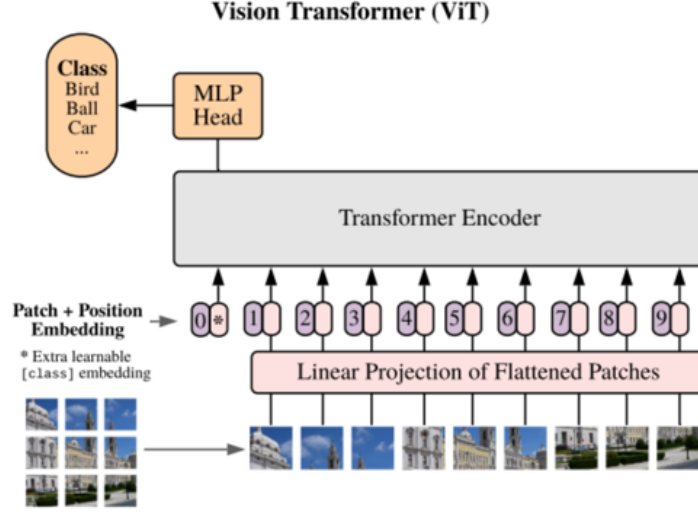 Vision Transformer (ViT)
Class
Bird
Ball
Car
...
MLP
Head
Transformer Encoder
Patch + Position
Embedding
0 * 1 2 3 4 5 6 7 8 9
* Extra learnable
[class] embedding
Linear Projection of Flattened Patches